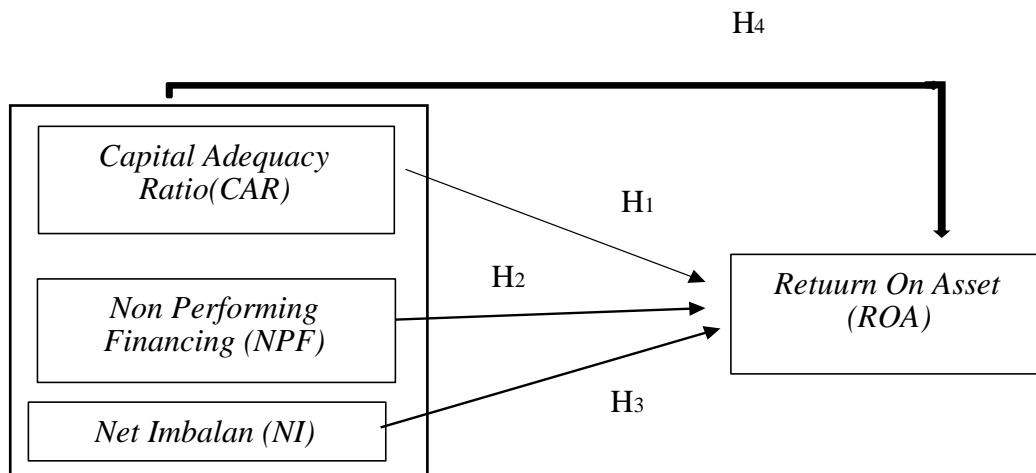 H4
Capital Adequacy
Ratio(CAR)
H1
H2
Retuurn On Asset
(ROA)
Non Performing
Financing (NPF)
H3
Net Imbalan (NI)